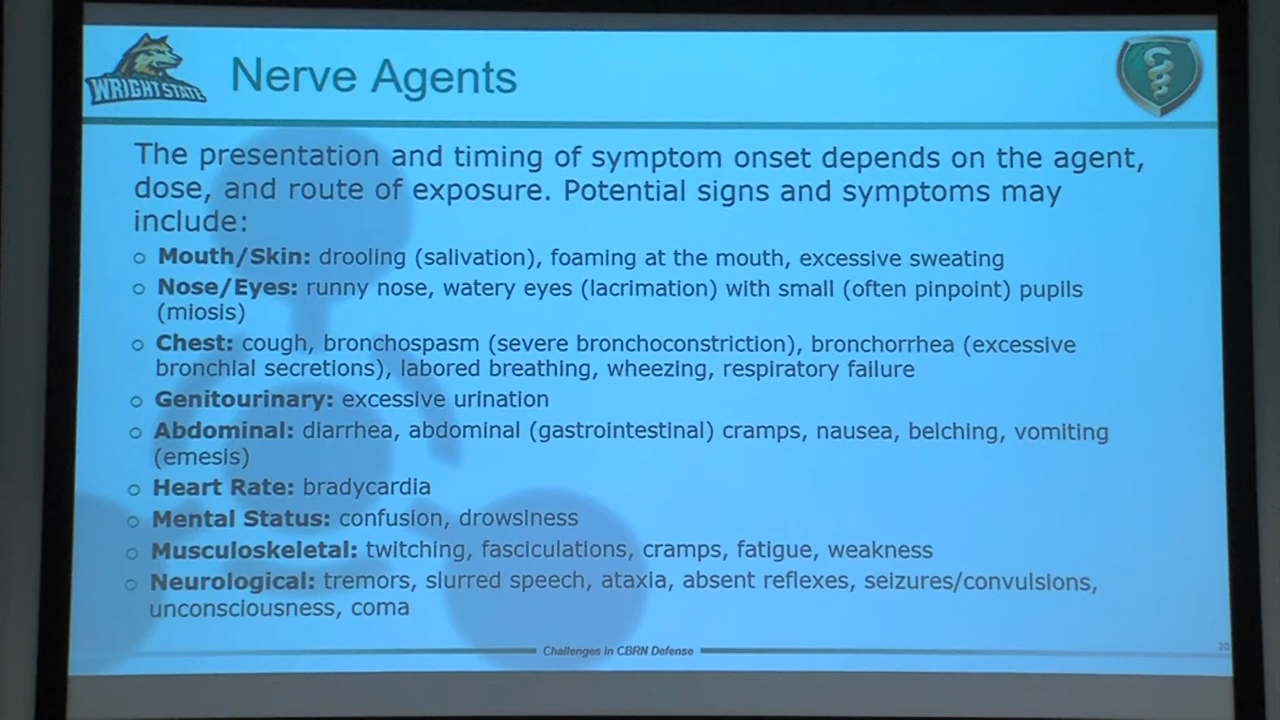 WRIGHT STATE
Nerve Agents
The presentation and timing of symptom onset depends on the agent,
dose, and route of exposure. Potential signs and symptoms may
include:
Mouth/Skin: drooling (salivation), foaming at the mouth, excessive sweating
Nose/Eyes: runny nose, watery eyes (lacrimation) with small (often pinpoint) pupils
(miosis)
Chest: cough, bronchospasm (severe bronchoconstriction), bronchorrhea (excessive
bronchial secretions), labored breathing, wheezing, respiratory failure
Genitourinary: excessive urination
Abdominal: diarrhea, abdominal (gastrointestinal) cramps, nausea, belching, vomiting
(emesis)
Heart Rate: bradycardia
Mental Status: confusion, drowsiness
Musculoskeletal: twitching, fasciculations, cramps, fatigue, weakness
Neurological: tremors, slurred speech, ataxia, absent reflexes, seizures/convulsions,
unconsciousness, coma
Challenges in CBRN Defense
20